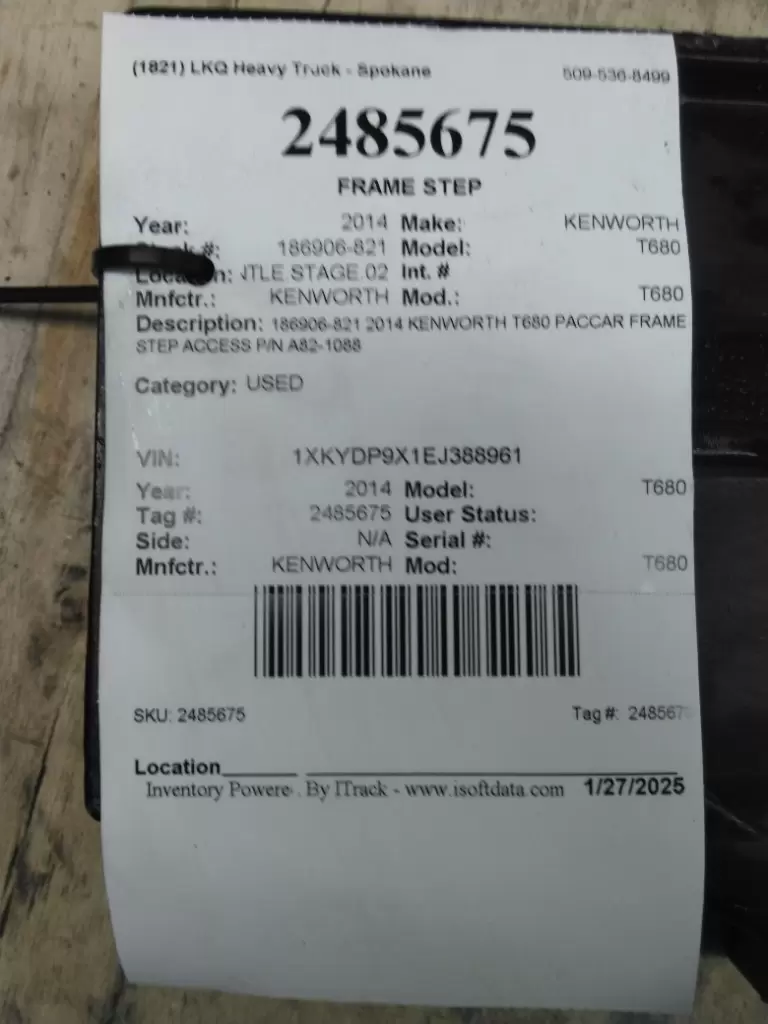 (1821) LKQ Heavy Truck - Spokane 509-536-8499
2485675
FRAME STEP
Year: 2014 Make: KENWORTH
#: 186906-821 Model: T680
NTLE STAGE 02 Int. #
Mnfctr.: KENWORTH Mod.: T680
Description: 186906-821 2014 KENWORTH T680 PACCAR FRAME
STEP ACCESS P/N A82-1088
Category: USED
VIN: 1XKYDP9X1EJ388961
Year: 2014 Model: T680
Tag #: 2485675 User Status:
Side: N/A Serial #:
Mnfctr.: KENWORTH Mod: T680
SKU: 2485675 Tag #: 248567
Location
Inventory Powere . By ITrack - www.isoftdata.com 1/27/2025